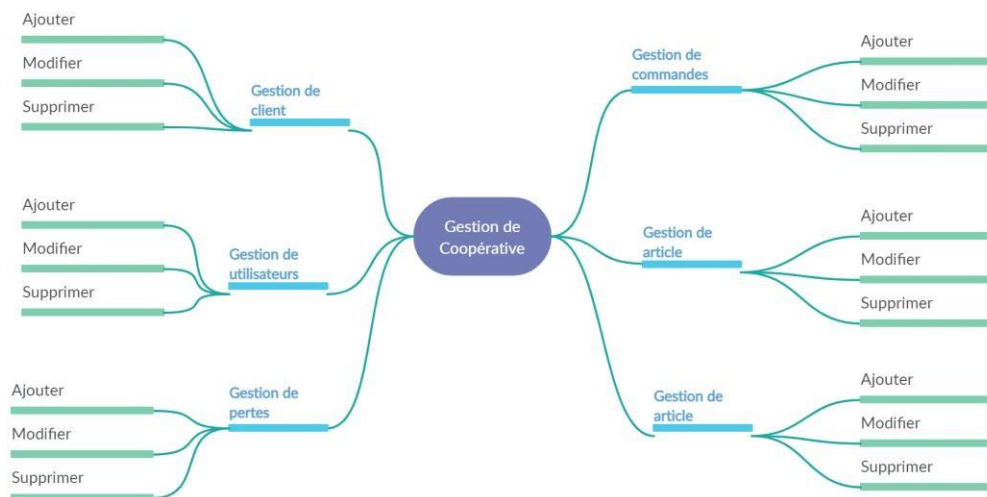 Ajouter
Modifier
Supprimer
Gestion de
client
Ajouter
Modifier
Supprimer
Gestion de
utilisateurs
Ajouter
Modifier
Supprimer
Gestion de
pertes
Gestion de
Coopérative
Gestion de
commandes
Ajouter
Modifier
Supprimer
Gestion de
article
Ajouter
Modifier
Supprimer
Gestion de
article
Ajouter
Modifier
Supprimer